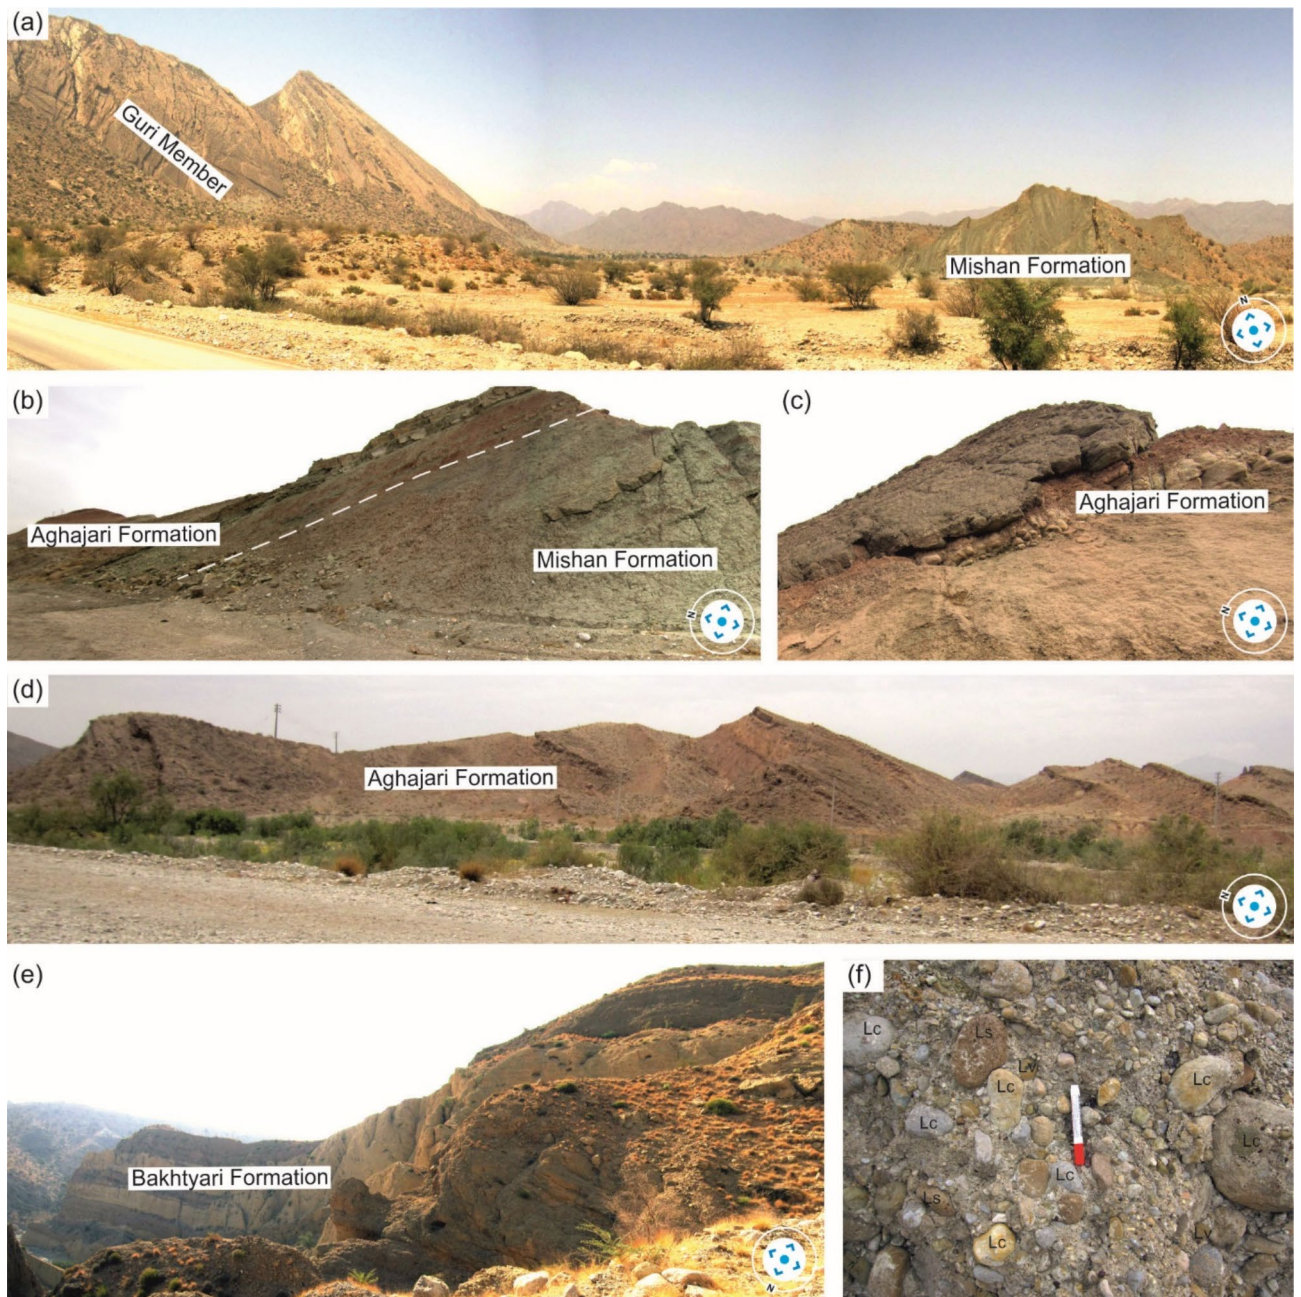 (a)
Guri Member
Mishan Formation
N
(b)
Aghajari Formation
Mishan Formation
N
(c)
Aghajari Formation
N
(d)
Aghajari Formation
N
(e)
Bakhtyari Formation
N
(f)
Lc
Ls
Lv
Lc
Lc
Lc
Lc
Lc
Ls
Lv
Lc